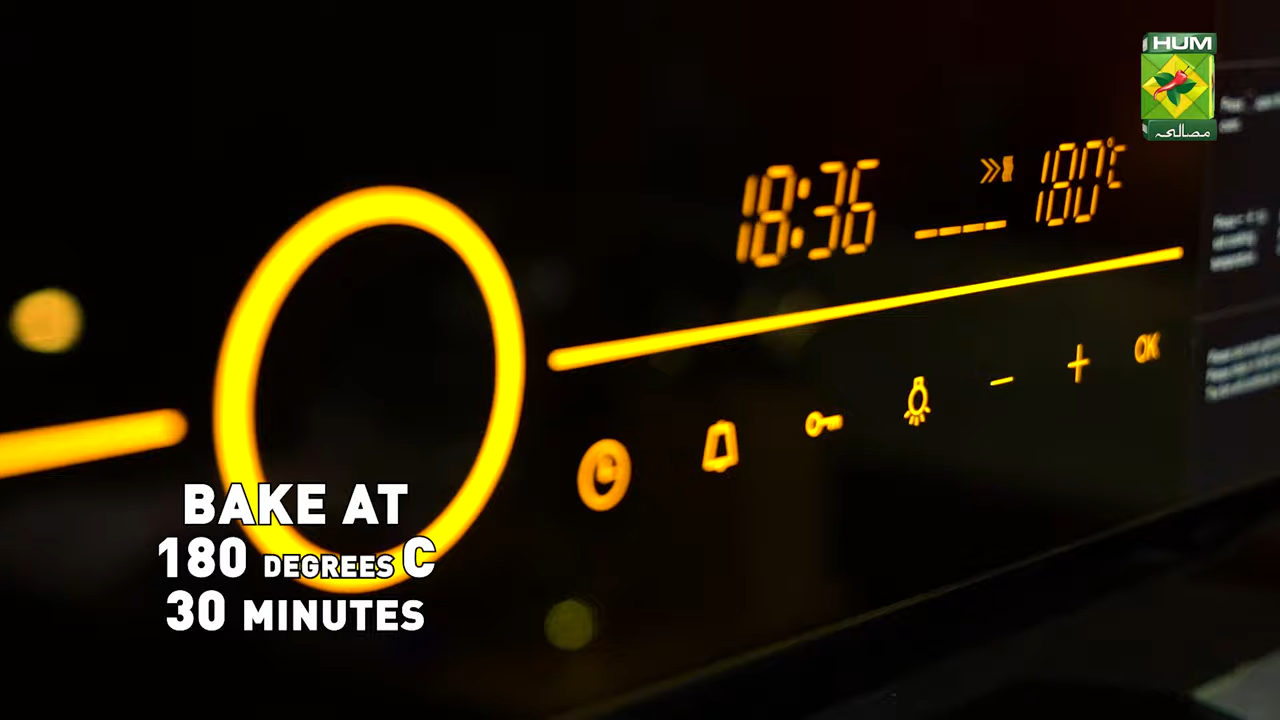 HUM
مصالحہ
18:36
180°C
OK
BAKE AT
180 DEGREES C
30 MINUTES